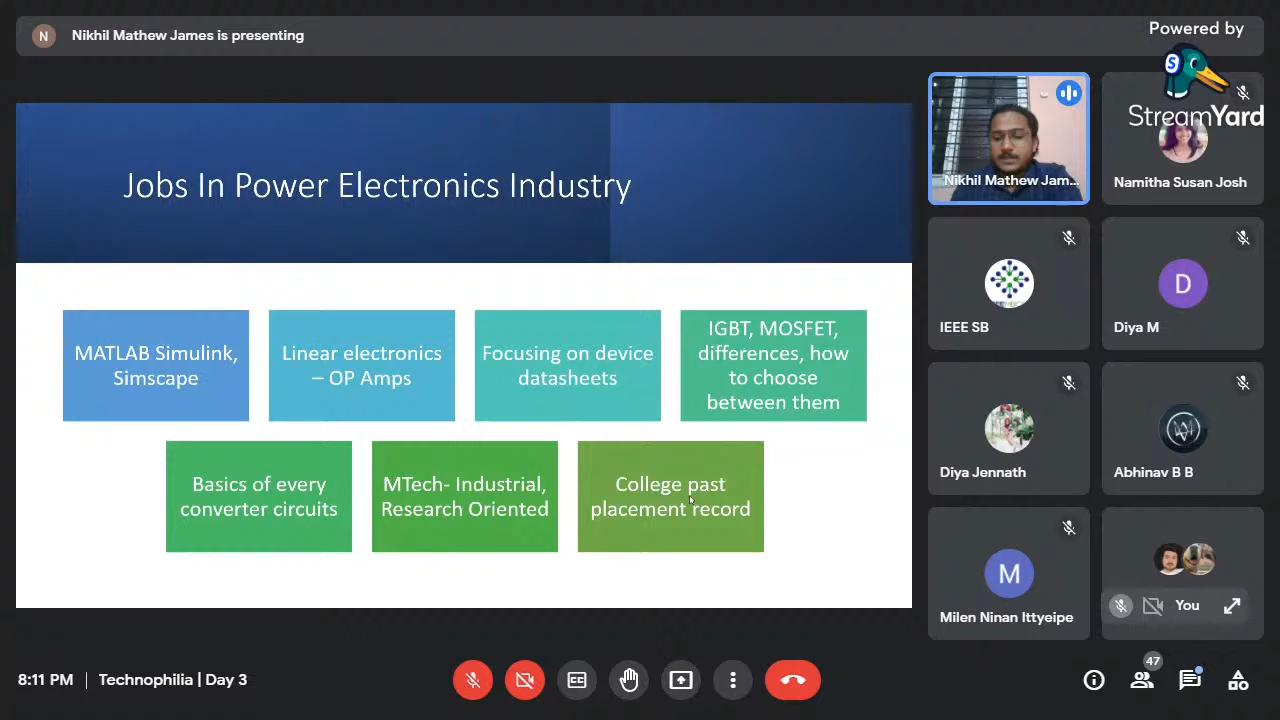 N Nikhil Mathew James is presenting
Powered by
StreamYard
Jobs In Power Electronics Industry
MATLAB Simulink,
Simscape
Linear electronics
– OP Amps
Focusing on device
datasheets
IGBT, MOSFET,
differences, how
to choose
between them
Basics of every
converter circuits
MTech- Industrial,
Research Oriented
College past
placement record
Nikhil Mathew Jam...
Namitha Susan Josh
IEEE SB
D
Diya M
Diya Jennath
Abhinav B B
M
Milen Ninan Ittyeipe
You
8:11 PM | Technophilia | Day 3
47